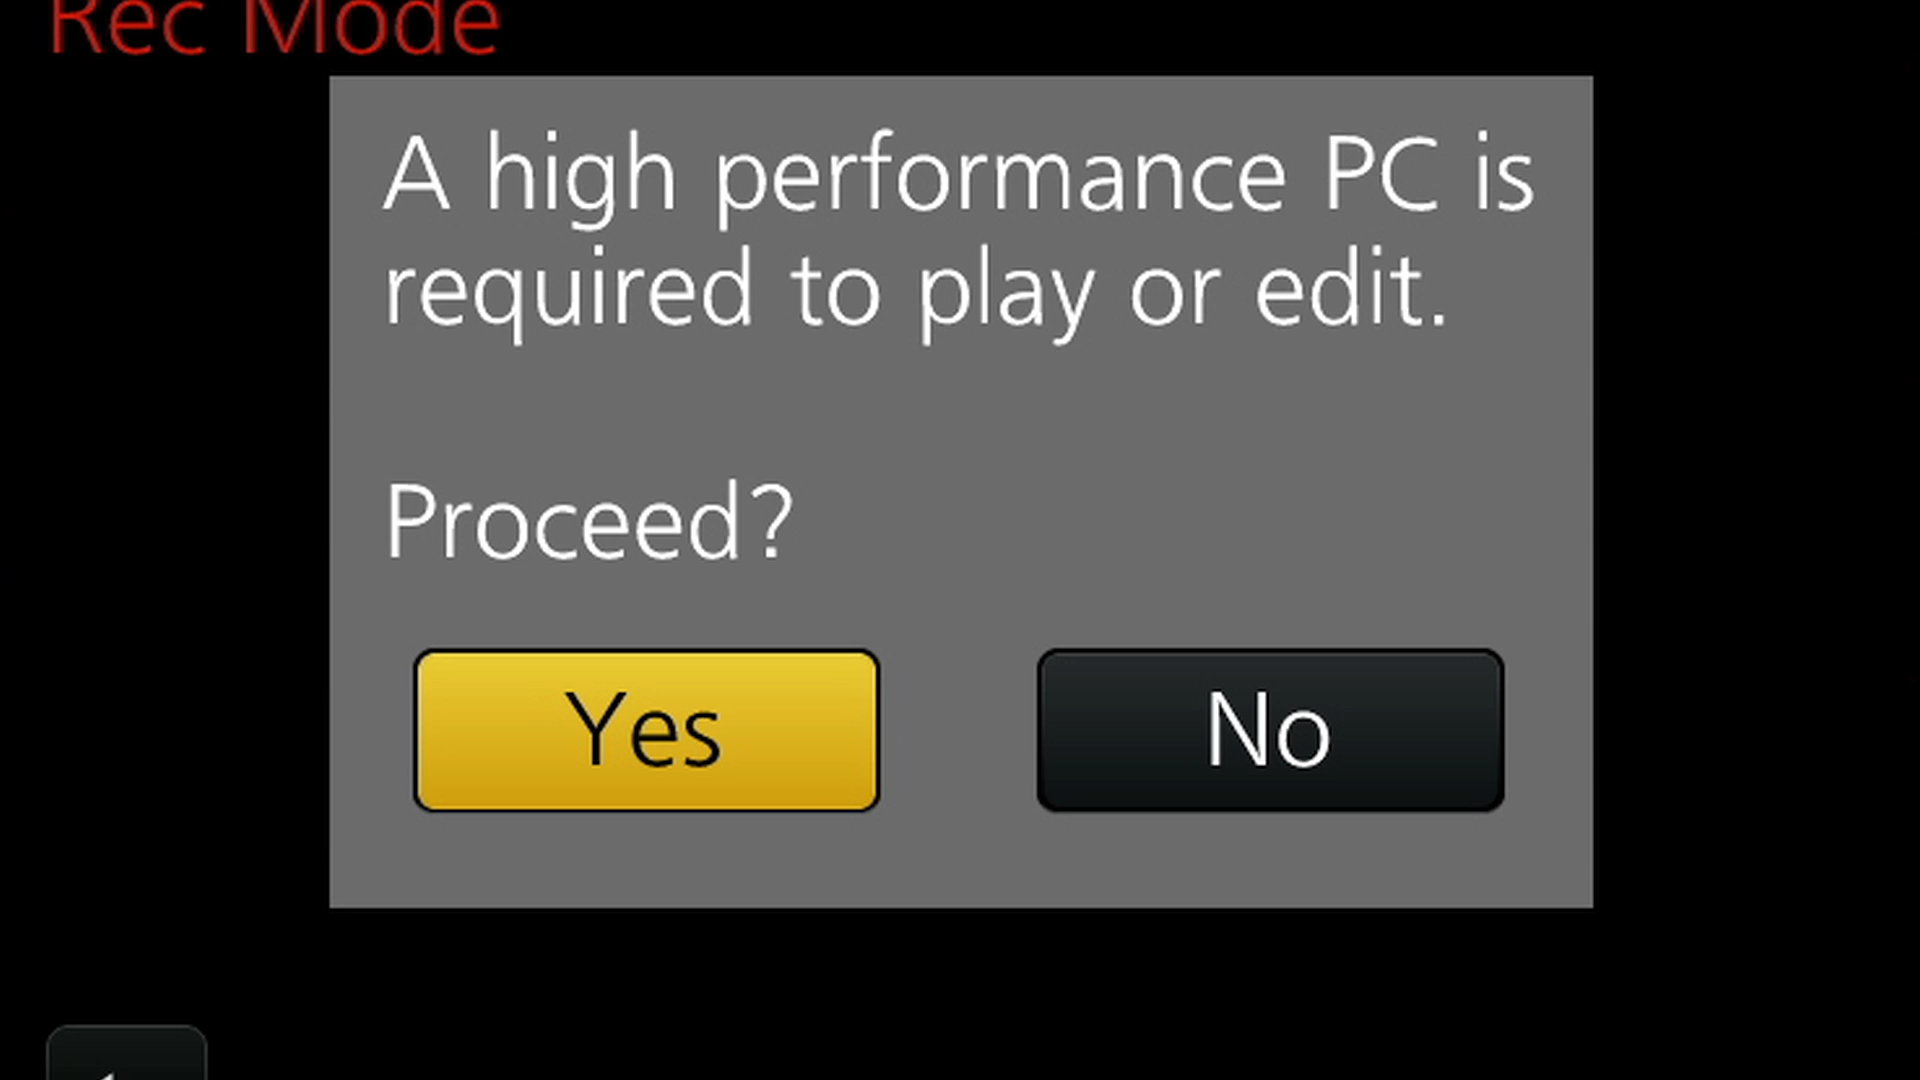 Rec Mode
A high performance PC is
required to play or edit.
Proceed?
Yes
No